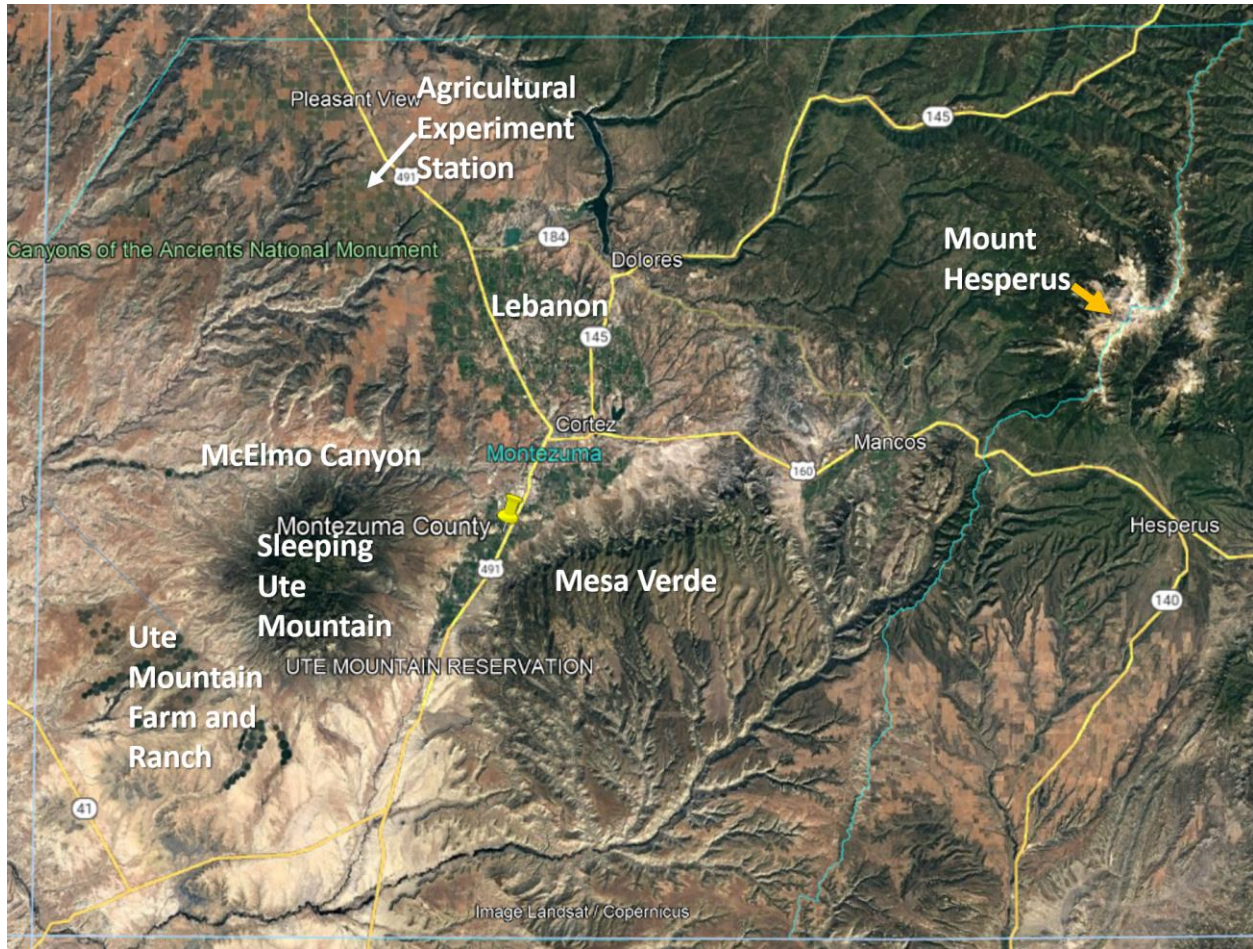 Pleasant View
Agricultural
Experiment
Station
491
145
Canyons of the Ancients National Monument
184
Dolores
Mount
Hesperus
Lebanon
145
Cortez
Montezuma
Mancos
160
McElmo Canyon
Montezuma County
Hesperus
Sleeping
Ute
Mountain
491
Mesa Verde
140
Ute
Mountain
Farm and
Ranch
UTE MOUNTAIN RESERVATION
41
Image Landsat / Copernicus